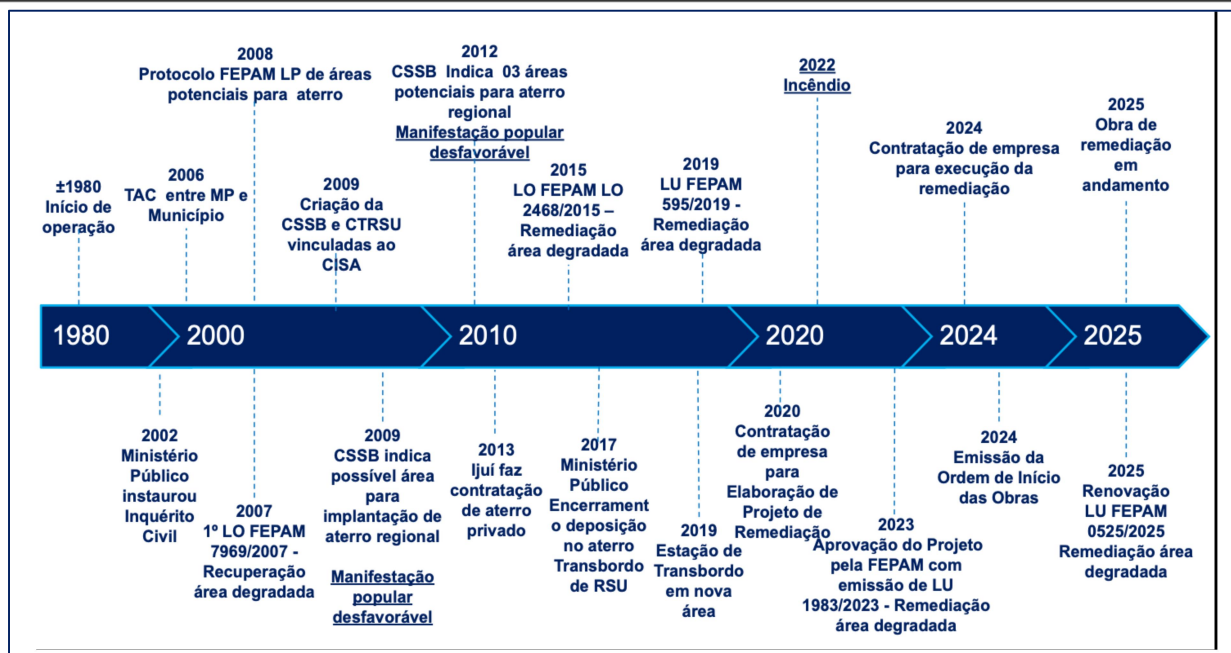 2008
Protocolo FEPAM LP de áreas
potenciais para aterro
2012
CSSB Indica 03 áreas
potenciais para aterro
regional
Manifestação popular
desfavorável
2022
Incêndio
2025
Obra de
remediação
em
andamento
2024
Contratação de empresa
para execução da
remediação
±1980
Início de
operação
2006
TAC entre MP e
Município
2009
Criação da
CSSB e CTRSU
vinculadas ao
CISA
2015
LO FEPAM LO
2468/2015 –
Remediação
área degradada
2019
LU FEPAM
595/2019 -
Remediação
área degradada
1980
2000
2010
2020
2024
2025
2002
Ministério
Público
instaurou
Inquérito
Civil
2007
1º LO FEPAM
7969/2007 -
Recuperação
área degradada
2009
CSSB indica
possível área
para
implantação de
aterro regional
Manifestação
popular
desfavorável
2013
Ijuí faz
contratação
de aterro
privado
2017
Ministério
Público
Encerrament
o deposição
no aterro
Transbordo
de RSU
2019
Estação de
Transbordo
em nova
área
2020
Contratação
de empresa
para
Elaboração de
Projeto de
Remediação
2023
Aprovação do Projeto
pela FEPAM com
emissão de LU
1983/2023 - Remediação
área degradada
2024
Emissão da
Ordem de Início
das Obras
2025
Renovação
LU FEPAM
0525/2025
Remediação área
degradada